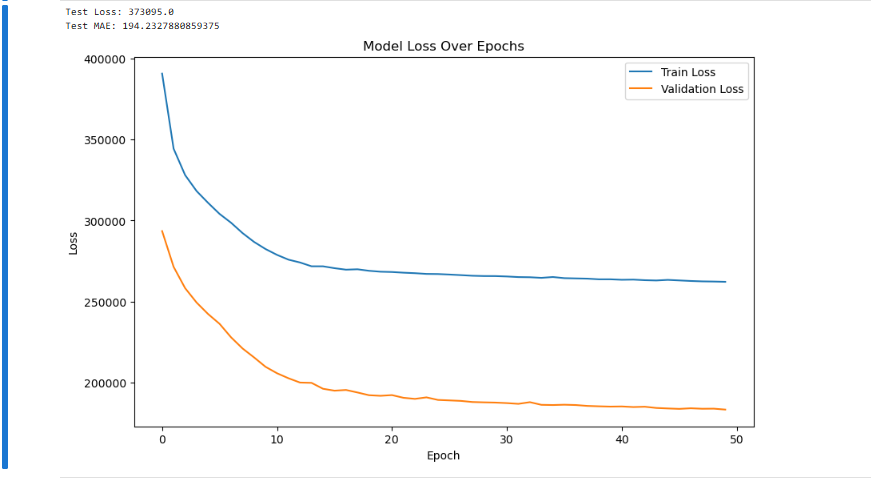 Test Loss: 373095.0
Test MAE: 194.2327880859375
Model Loss Over Epochs
Train Loss
Validation Loss
400000
350000
300000
250000
200000
Loss
0 10 20 30 40 50
Epoch